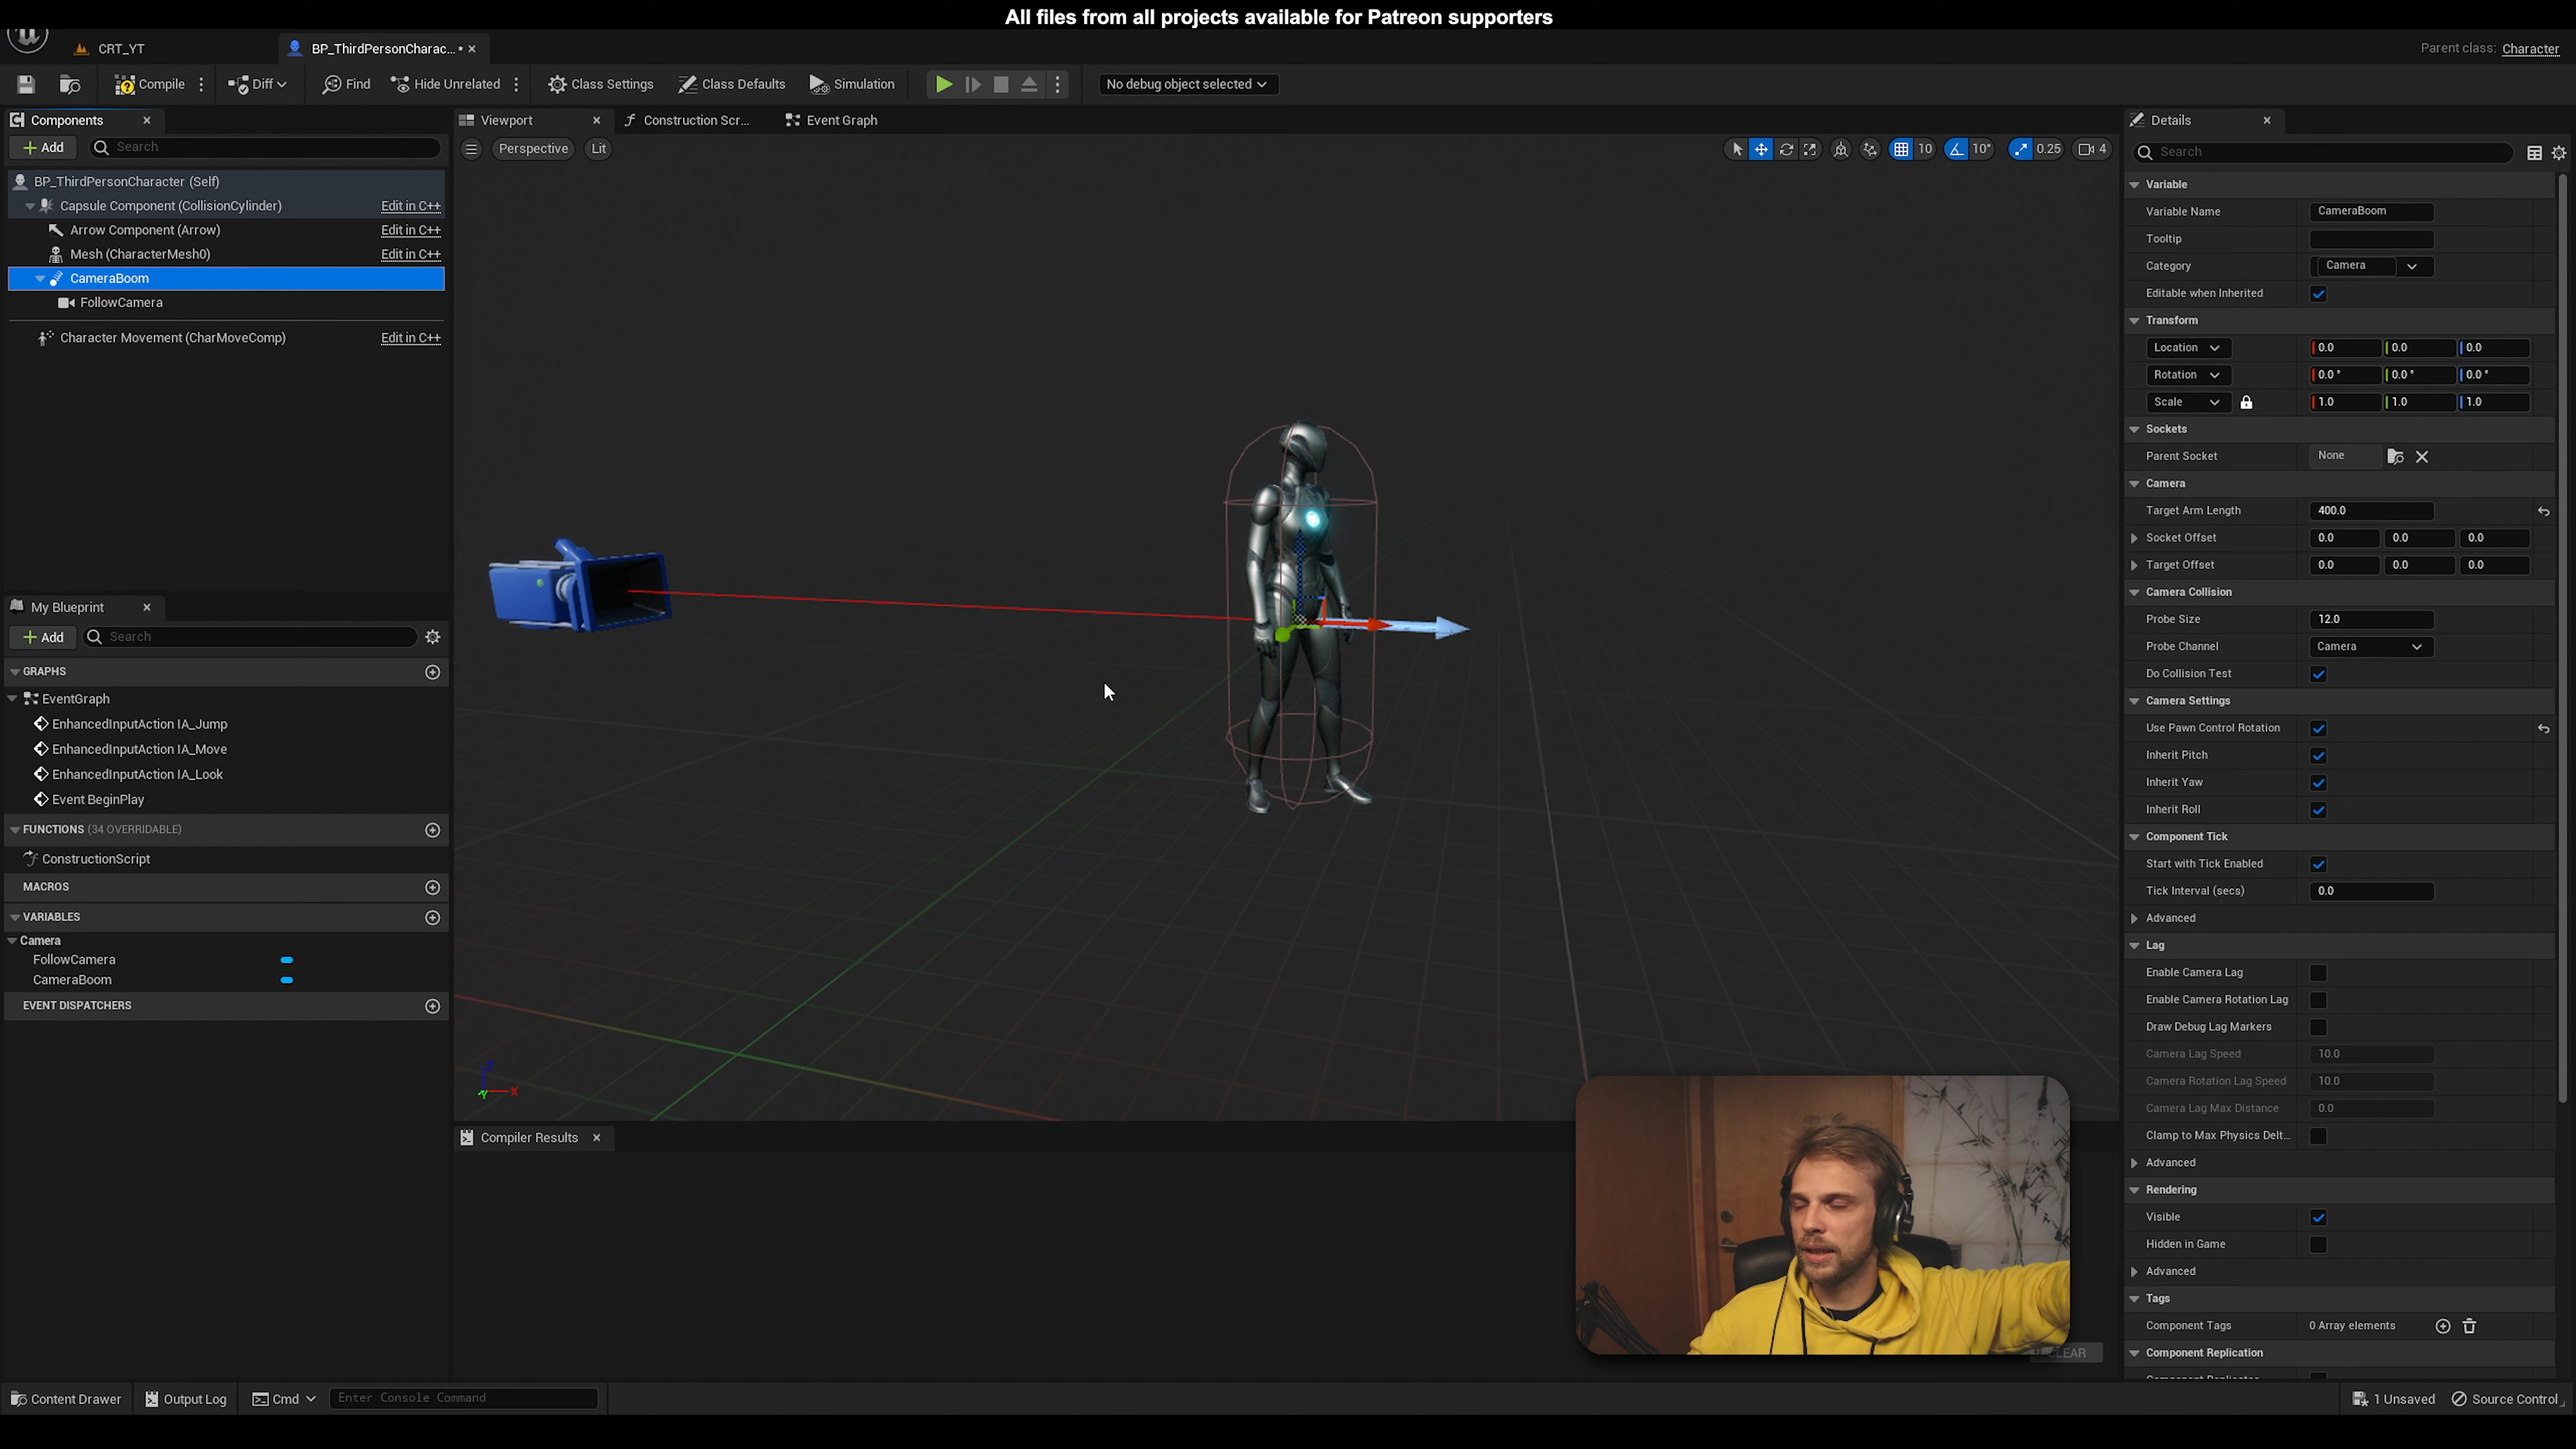 All files from all projects available for Patreon supporters
CRT_YT
BP_ThirdPersonCharac... •
Parent class: Character
Compile
Diff
Find
Hide Unrelated
Class Settings
Class Defaults
Simulation
No debug object selected
Components
Add
Search
BP_ThirdPersonCharacter (Self)
Capsule Component (CollisionCylinder) Edit in C++
Arrow Component (Arrow) Edit in C++
Mesh (CharacterMesh0) Edit in C++
CameraBoom
FollowCamera
Character Movement (CharMoveComp) Edit in C++
My Blueprint
Add
Search
GRAPHS
EventGraph
EnhancedInputAction IA_Jump
EnhancedInputAction IA_Move
EnhancedInputAction IA_Look
Event BeginPlay
FUNCTIONS (34 OVERRIDABLE)
ConstructionScript
MACROS
VARIABLES
Camera
FollowCamera
CameraBoom
EVENT DISPATCHERS
Viewport
Construction Scr...
Event Graph
Perspective
Lit
10
10°
0.25
4
Z
X
Y
Compiler Results
CLEAR
Details
Search
Variable
Variable Name CameraBoom
Tooltip
Category Camera
Editable when Inherited
Transform
Location 0.0 0.0 0.0
Rotation 0.0 ° 0.0 ° 0.0 °
Scale 1.0 1.0 1.0
Sockets
Parent Socket None
Camera
Target Arm Length 400.0
Socket Offset 0.0 0.0 0.0
Target Offset 0.0 0.0 0.0
Camera Collision
Probe Size 12.0
Probe Channel Camera
Do Collision Test
Camera Settings
Use Pawn Control Rotation
Inherit Pitch
Inherit Yaw
Inherit Roll
Component Tick
Start with Tick Enabled
Tick Interval (secs) 0.0
Advanced
Lag
Enable Camera Lag
Enable Camera Rotation Lag
Draw Debug Lag Markers
Camera Lag Speed 10.0
Camera Rotation Lag Speed 10.0
Camera Lag Max Distance 0.0
Clamp to Max Physics Delt...
Advanced
Rendering
Visible
Hidden in Game
Advanced
Tags
Component Tags 0 Array elements
Component Replication
Component Replicates
Content Drawer
Output Log
Cmd
Enter Console Command
1 Unsaved
Source Control